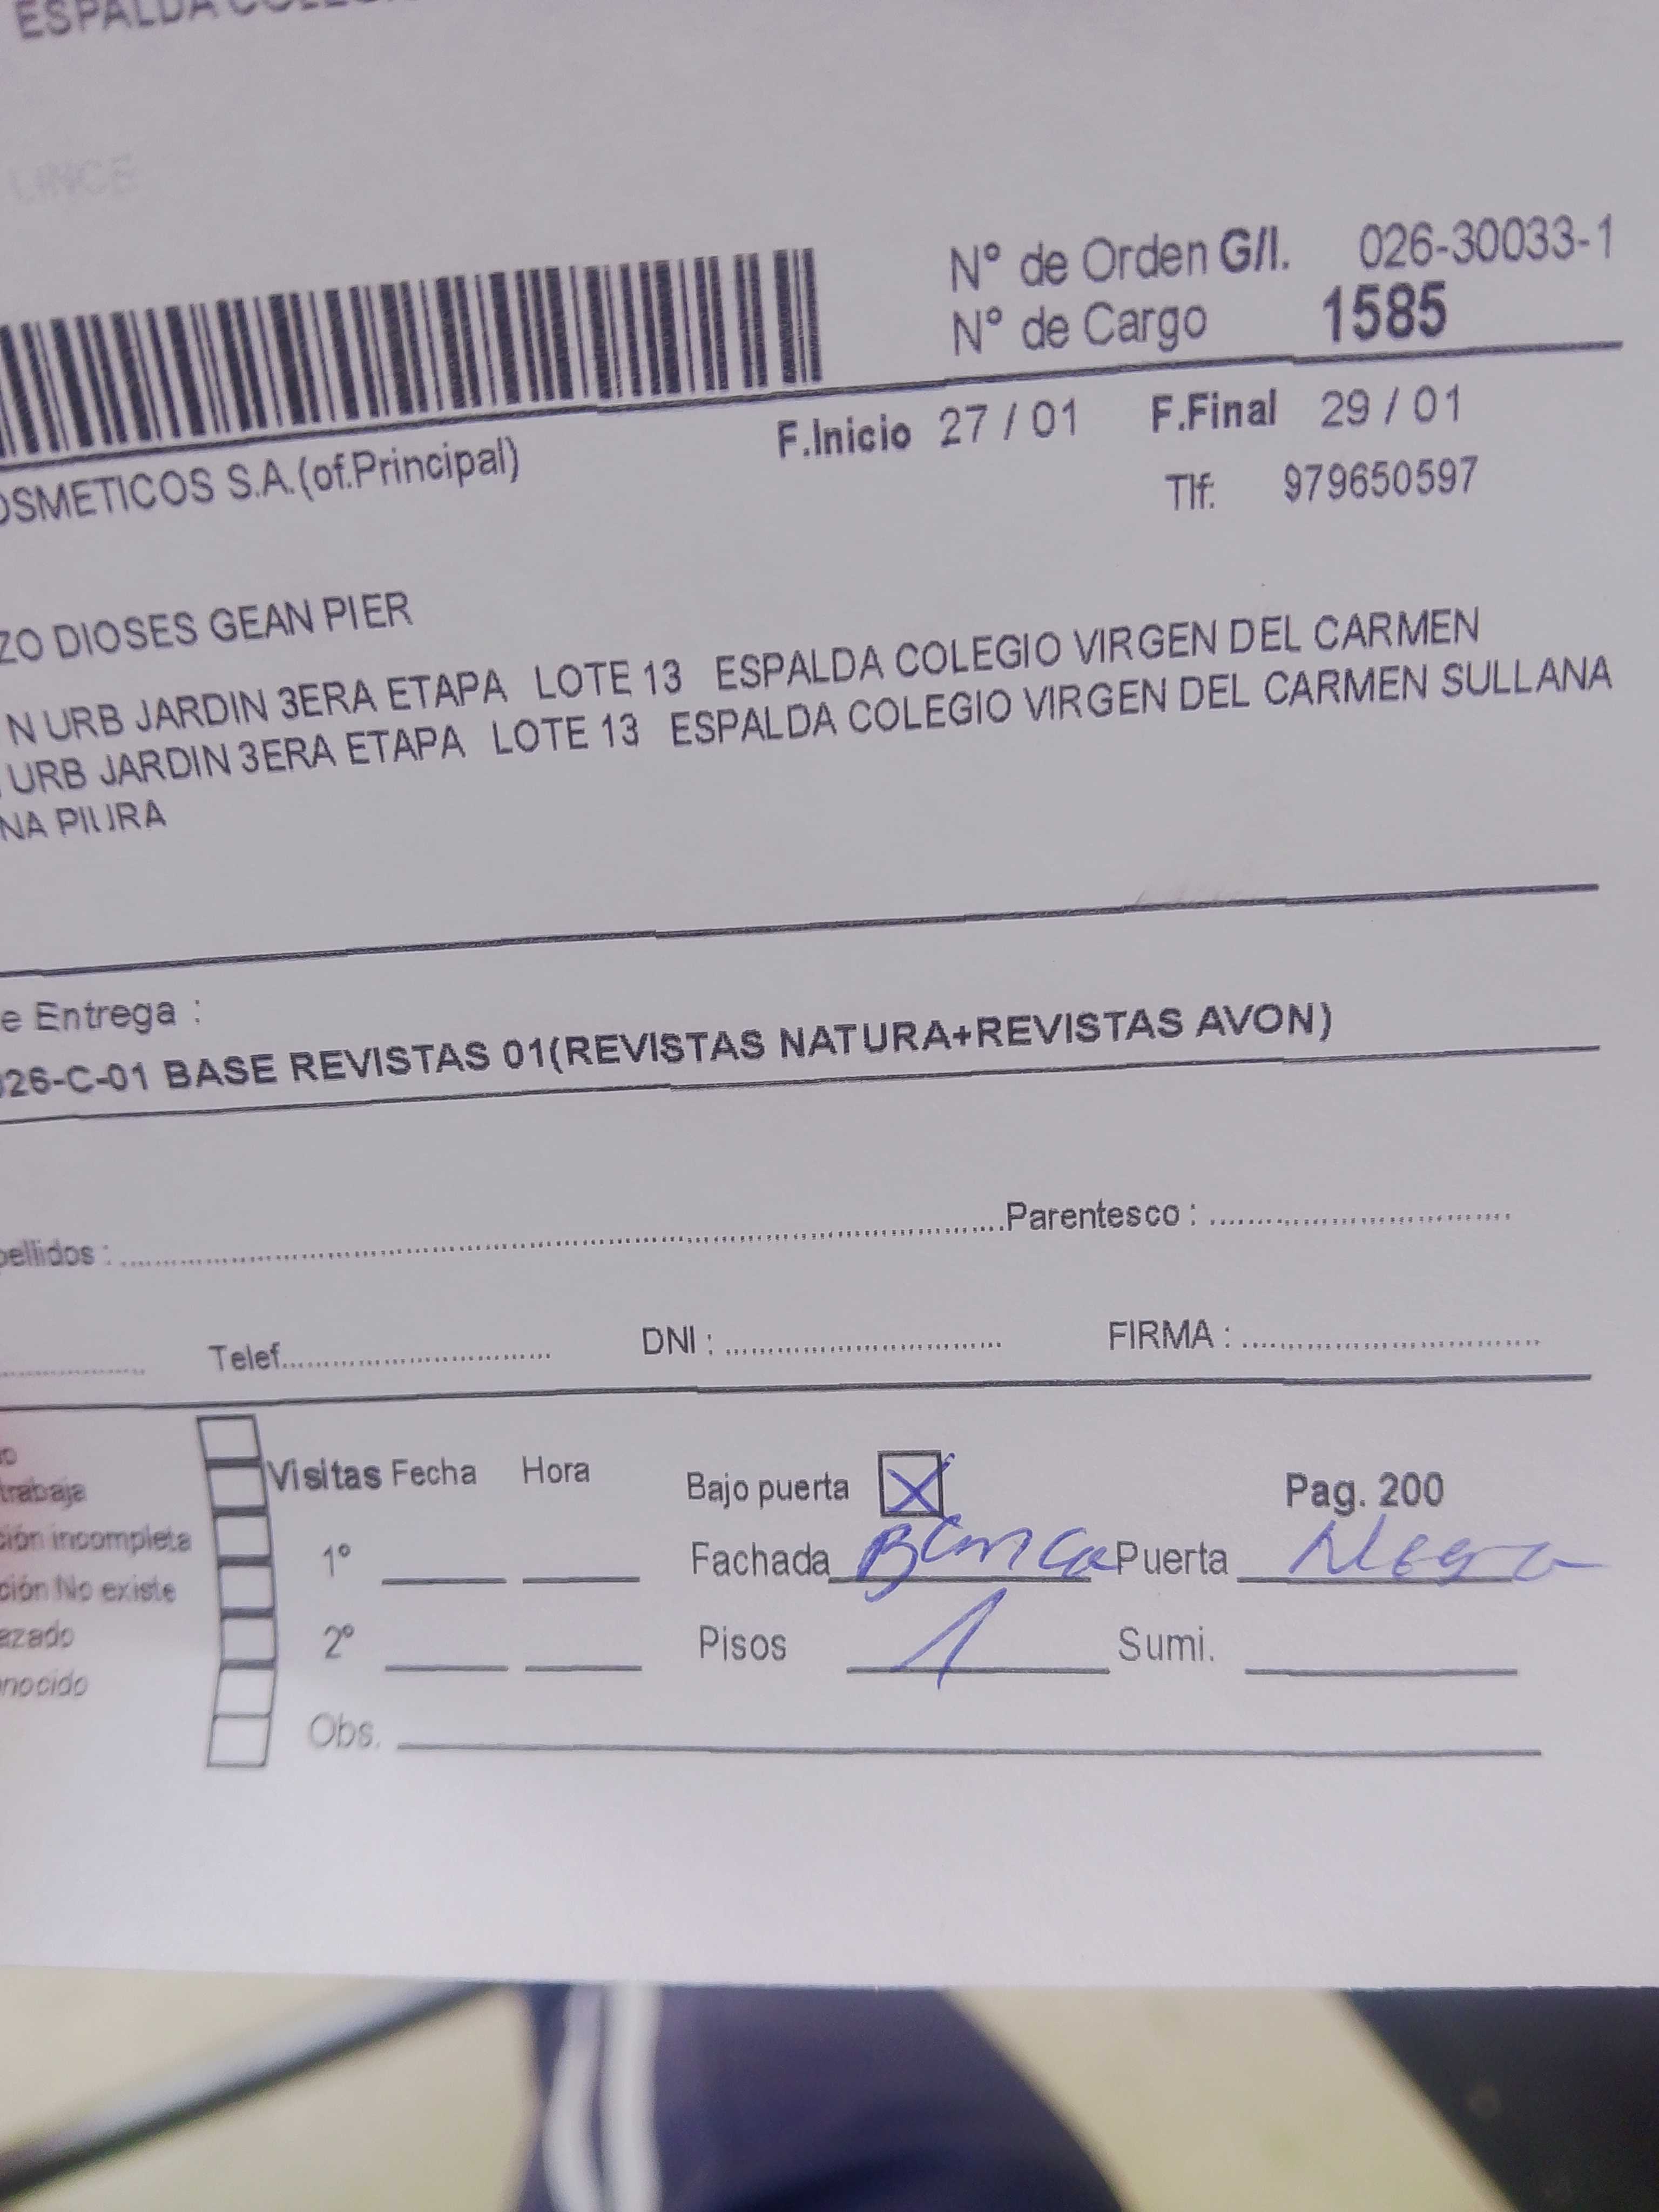 ESPALDA COLEGI
LINCE
N° de Orden G/I. 026-30033-1
N° de Cargo 1585
F.Inicio 27 / 01 F.Final 29 / 01
OSMETICOS S.A.(of.Principal)
Tlf: 979650597
ZO DIOSES GEAN PIER
N URB JARDIN 3ERA ETAPA LOTE 13 ESPALDA COLEGIO VIRGEN DEL CARMEN
URB JARDIN 3ERA ETAPA LOTE 13 ESPALDA COLEGIO VIRGEN DEL CARMEN SULLANA
NA PIURA
e Entrega :
026-C-01 BASE REVISTAS 01(REVISTAS NATURA+REVISTAS AVON)
pellidos : Parentesco :
Telef. DNI : FIRMA :
o
trabaja
Visitas Fecha Hora Bajo puerta X Pag. 200
ción incompleta
1° Fachada Blanca Puerta Negra
ción No existe
azado
2° Pisos 1 Sumi.
nocido
Obs.